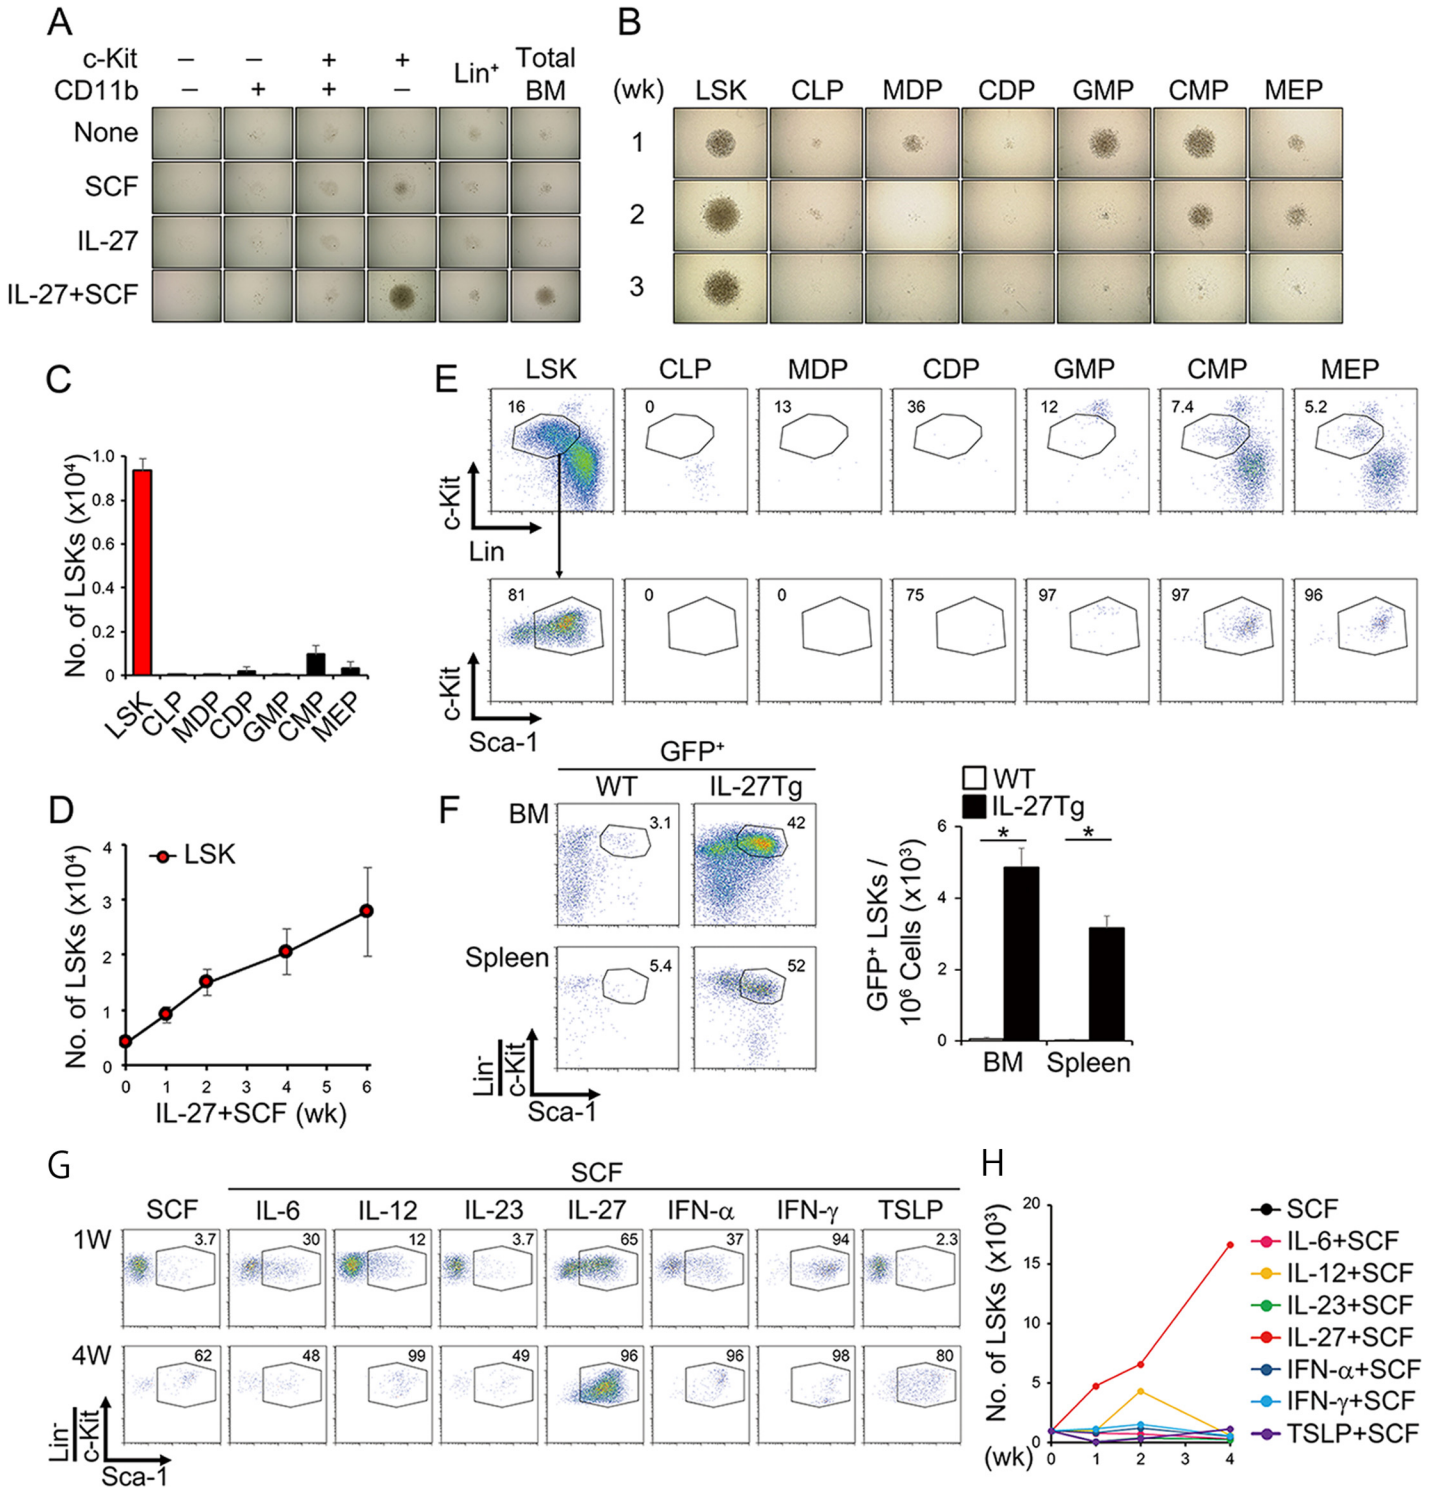 A
c-Kit − − + + Lin⁺ Total
CD11b − + + − BM
None
SCF
IL-27
IL-27+SCF
B
(wk) LSK CLP MDP CDP GMP CMP MEP
1
2
3
C
No. of LSKs (x10⁴)
1.0
0.8
0.6
0.4
0.2
0
LSK CLP MDP CDP GMP CMP MEP
D
No. of LSKs (x10⁴)
LSK
4
3
2
1
0
0 1 2 3 4 5 6
IL-27+SCF (wk)
E
LSK CLP MDP CDP GMP CMP MEP
16 0 13 36 12 7.4 5.2
c-Kit
Lin
81 0 0 75 97 97 96
c-Kit
Sca-1
F
GFP⁺
WT IL-27Tg
BM 3.1 42
Spleen 5.4 52
Lin⁻
c-Kit
Sca-1
WT
IL-27Tg
GFP⁺ LSKs /
10⁶ Cells (x10³)
6
4
2
0
* *
BM Spleen
G
SCF
SCF IL-6 IL-12 IL-23 IL-27 IFN-α IFN-γ TSLP
1W 3.7 30 12 3.7 65 37 94 2.3
4W 62 48 99 49 96 96 98 80
Lin⁻
c-Kit
Sca-1
H
No. of LSKs (x10³)
20
15
10
5
0
(wk) 0 1 2 3 4
SCF
IL-6+SCF
IL-12+SCF
IL-23+SCF
IL-27+SCF
IFN-α+SCF
IFN-γ+SCF
TSLP+SCF